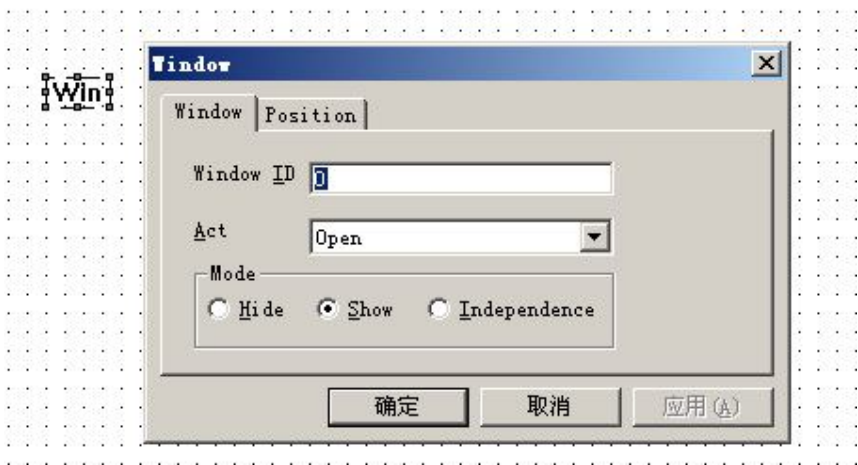 Win
Window
Window Position
Window ID 0
Act Open
Mode
Hide Show Independence
确定 取消 应用(A)